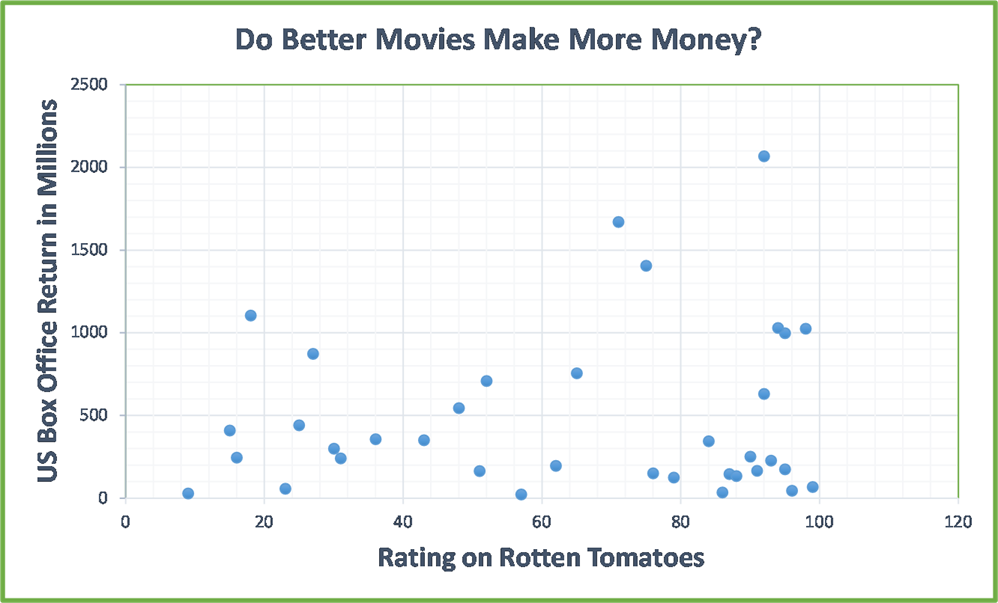 Do Better Movies Make More Money?
US Box Office Return in Millions
2500
2000
1500
1000
500
0
0 20 40 60 80 100 120
Rating on Rotten Tomatoes